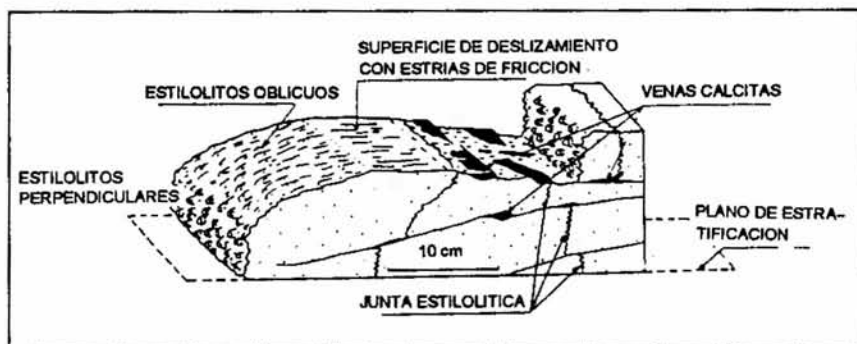 SUPERFICIE DE DESLIZAMIENTO
CON ESTRIAS DE FRICCION
ESTILOLITOS OBLICUOS
VENAS CALCITAS
ESTILOLITOS
PERPENDICULARES
PLANO DE ESTRA-
TIFICACION
10 cm
JUNTA ESTILOLITICA